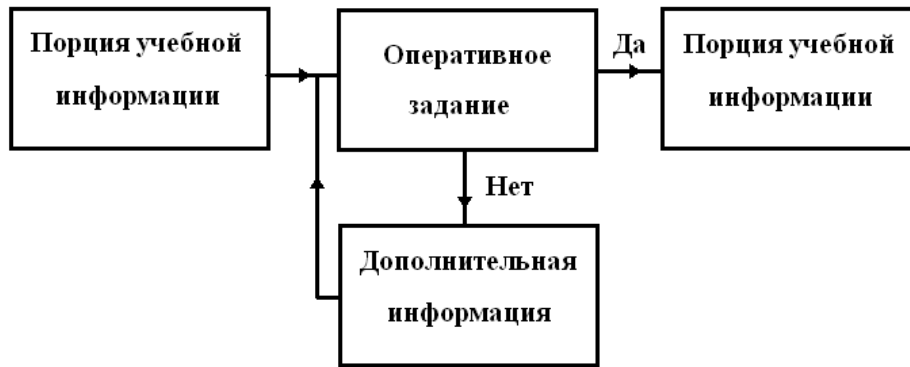 Порция учебной
информации
Оперативное
задание
Да
Порция учебной
информации
Нет
Дополнительная
информация